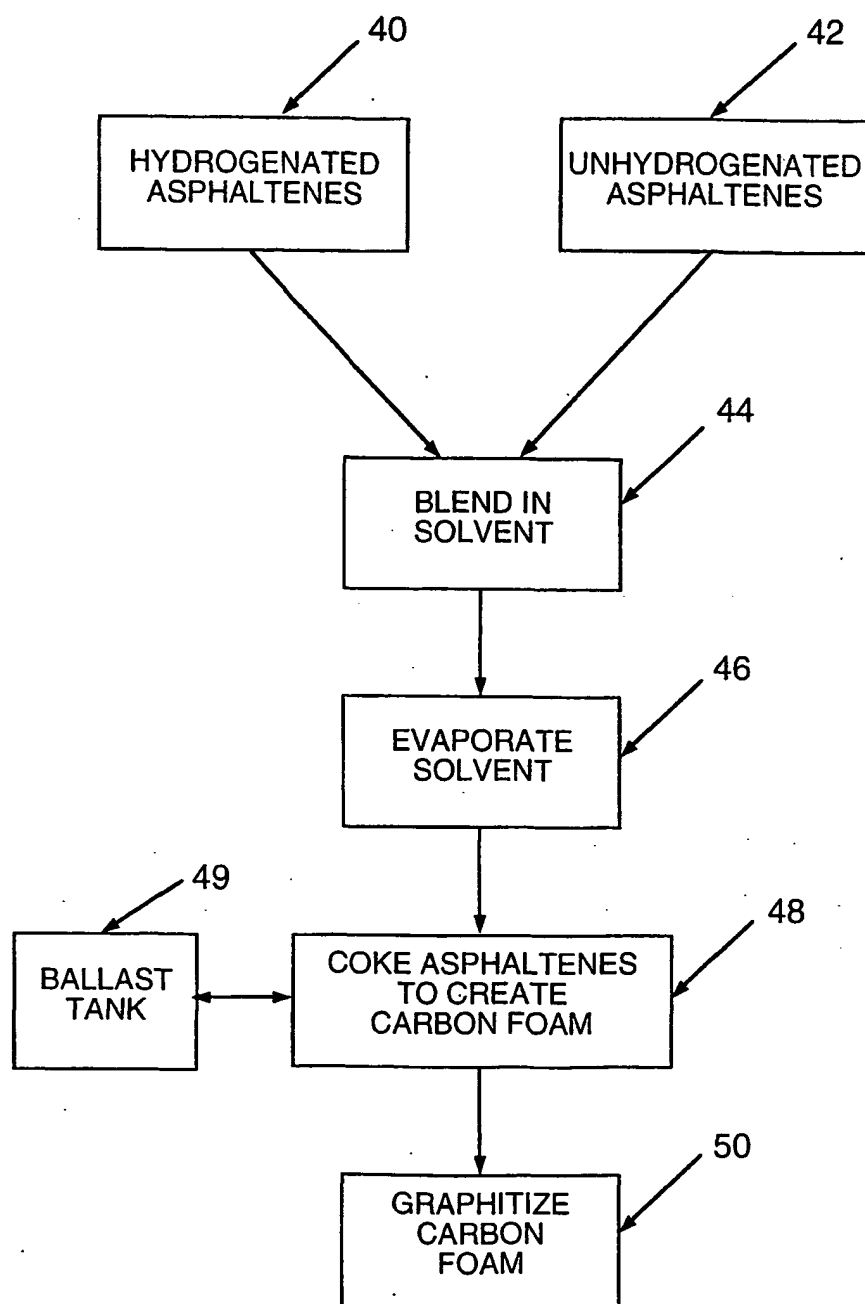 40
42
HYDROGENATED
ASPHALTENES
UNHYDROGENATED
ASPHALTENES
44
BLEND IN
SOLVENT
46
EVAPORATE
SOLVENT
49
48
BALLAST
TANK
COKE ASPHALTENES
TO CREATE
CARBON FOAM
50
GRAPHITIZE
CARBON
FOAM